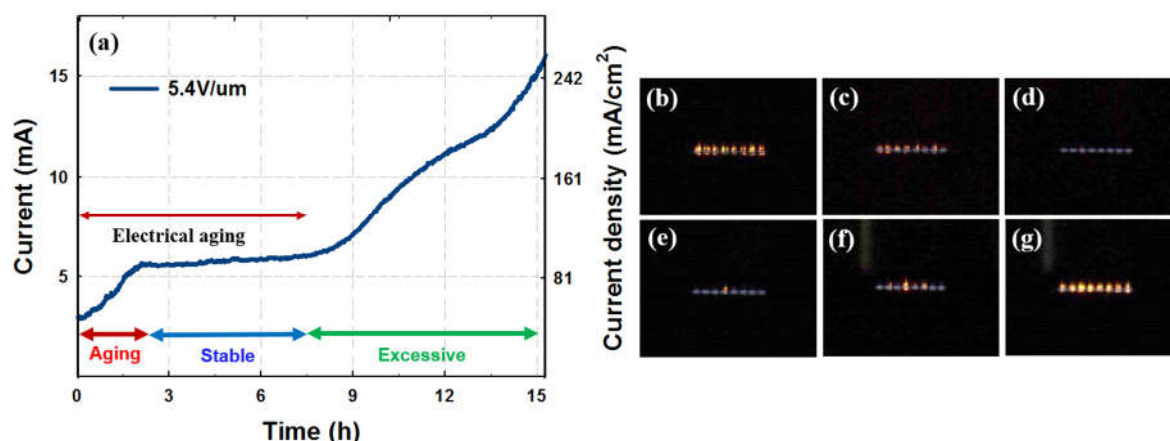 (a)
5.4V/um
Current (mA)
15
10
5
242
161
81
Current density (mA/cm²)
Electrical aging
Aging
Stable
Excessive
0
3
6
9
12
15
Time (h)
(b)
(c)
(d)
(e)
(f)
(g)